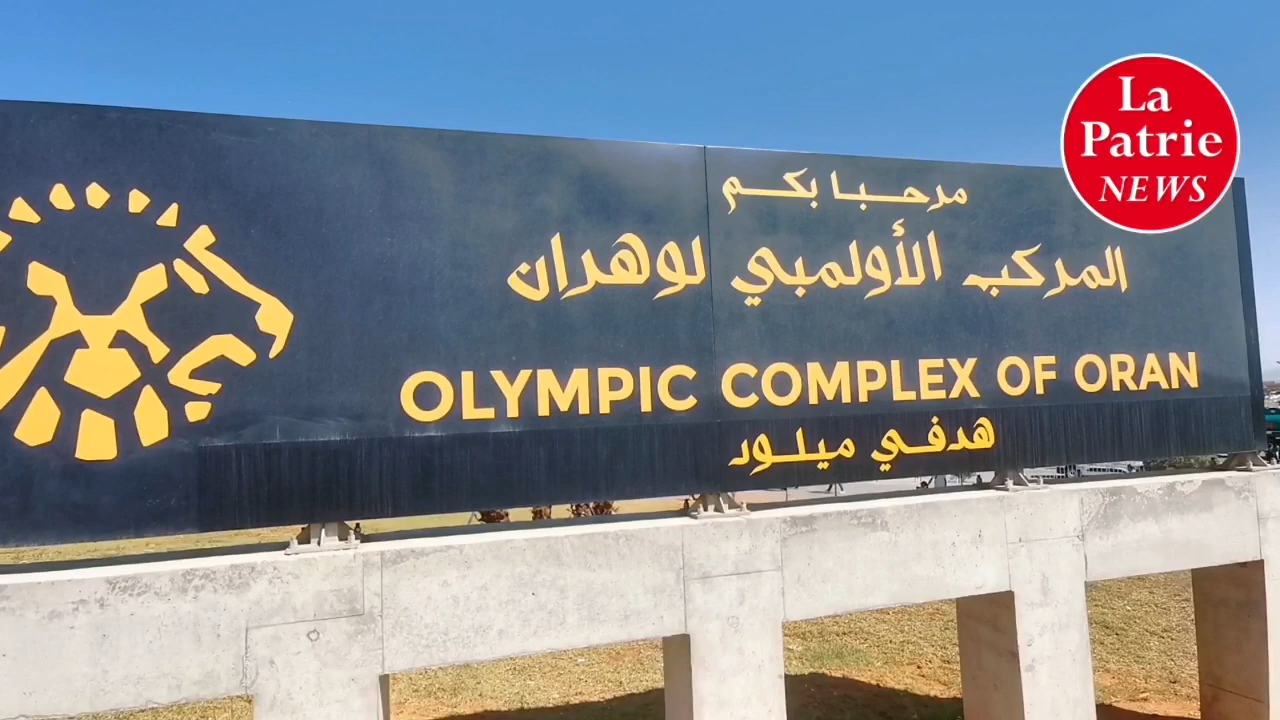 La
Patrie
NEWS
مرحبا بكم
المركب الأولمبي لوهران
OLYMPIC COMPLEX OF ORAN
هدفي ميلود